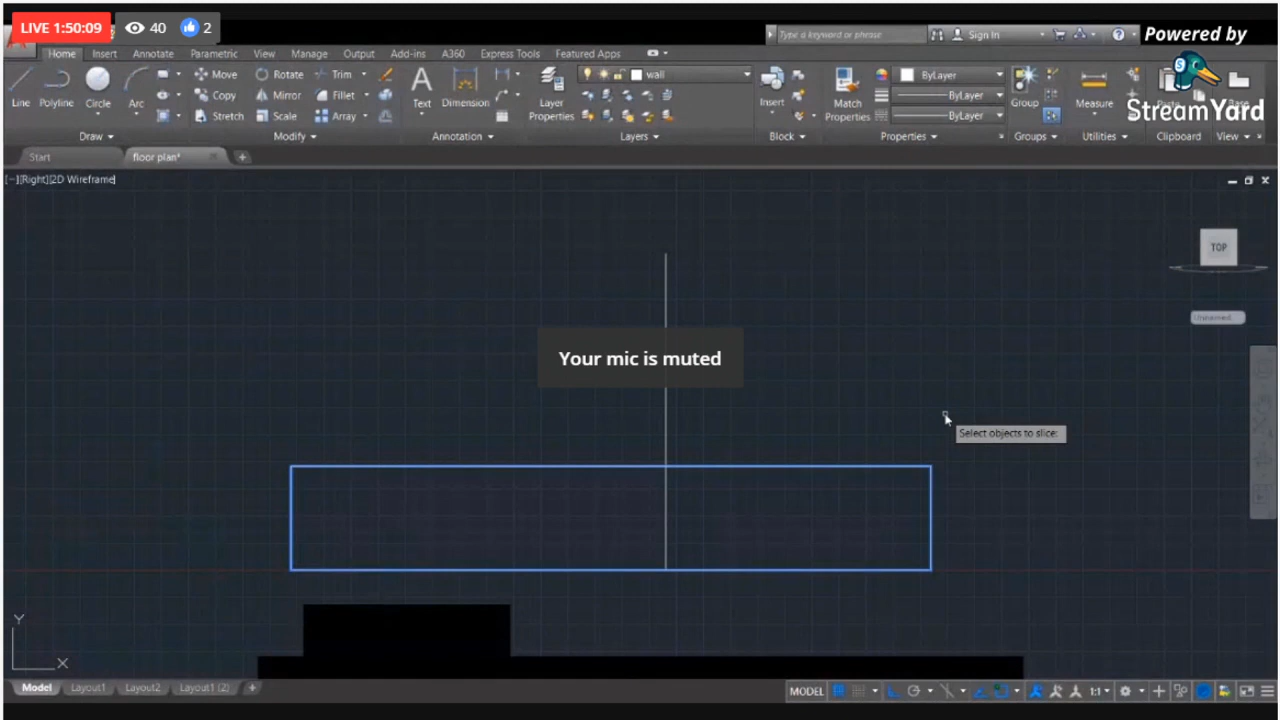 LIVE 1:50:09 40 2
Type a keyword or phrase Sign In
Powered by
StreamYard
Home Insert Annotate Parametric View Manage Output Add-ins A360 Express Tools Featured Apps
Move Rotate Trim
Copy Mirror Fillet
Stretch Scale Array
Line Polyline Circle Arc
Text Dimension
Layer Properties
wall
Insert
Match Properties
ByLayer
ByLayer
ByLayer
Group
Measure
Paste
Base
Draw Modify Annotation Layers Block Properties Groups Utilities Clipboard View
Start floor plan*
[−][Right][2D Wireframe]
TOP
Unnamed
Your mic is muted
Select objects to slice:
Y
X
Model Layout1 Layout2 Layout1 (2)
MODEL 1:1